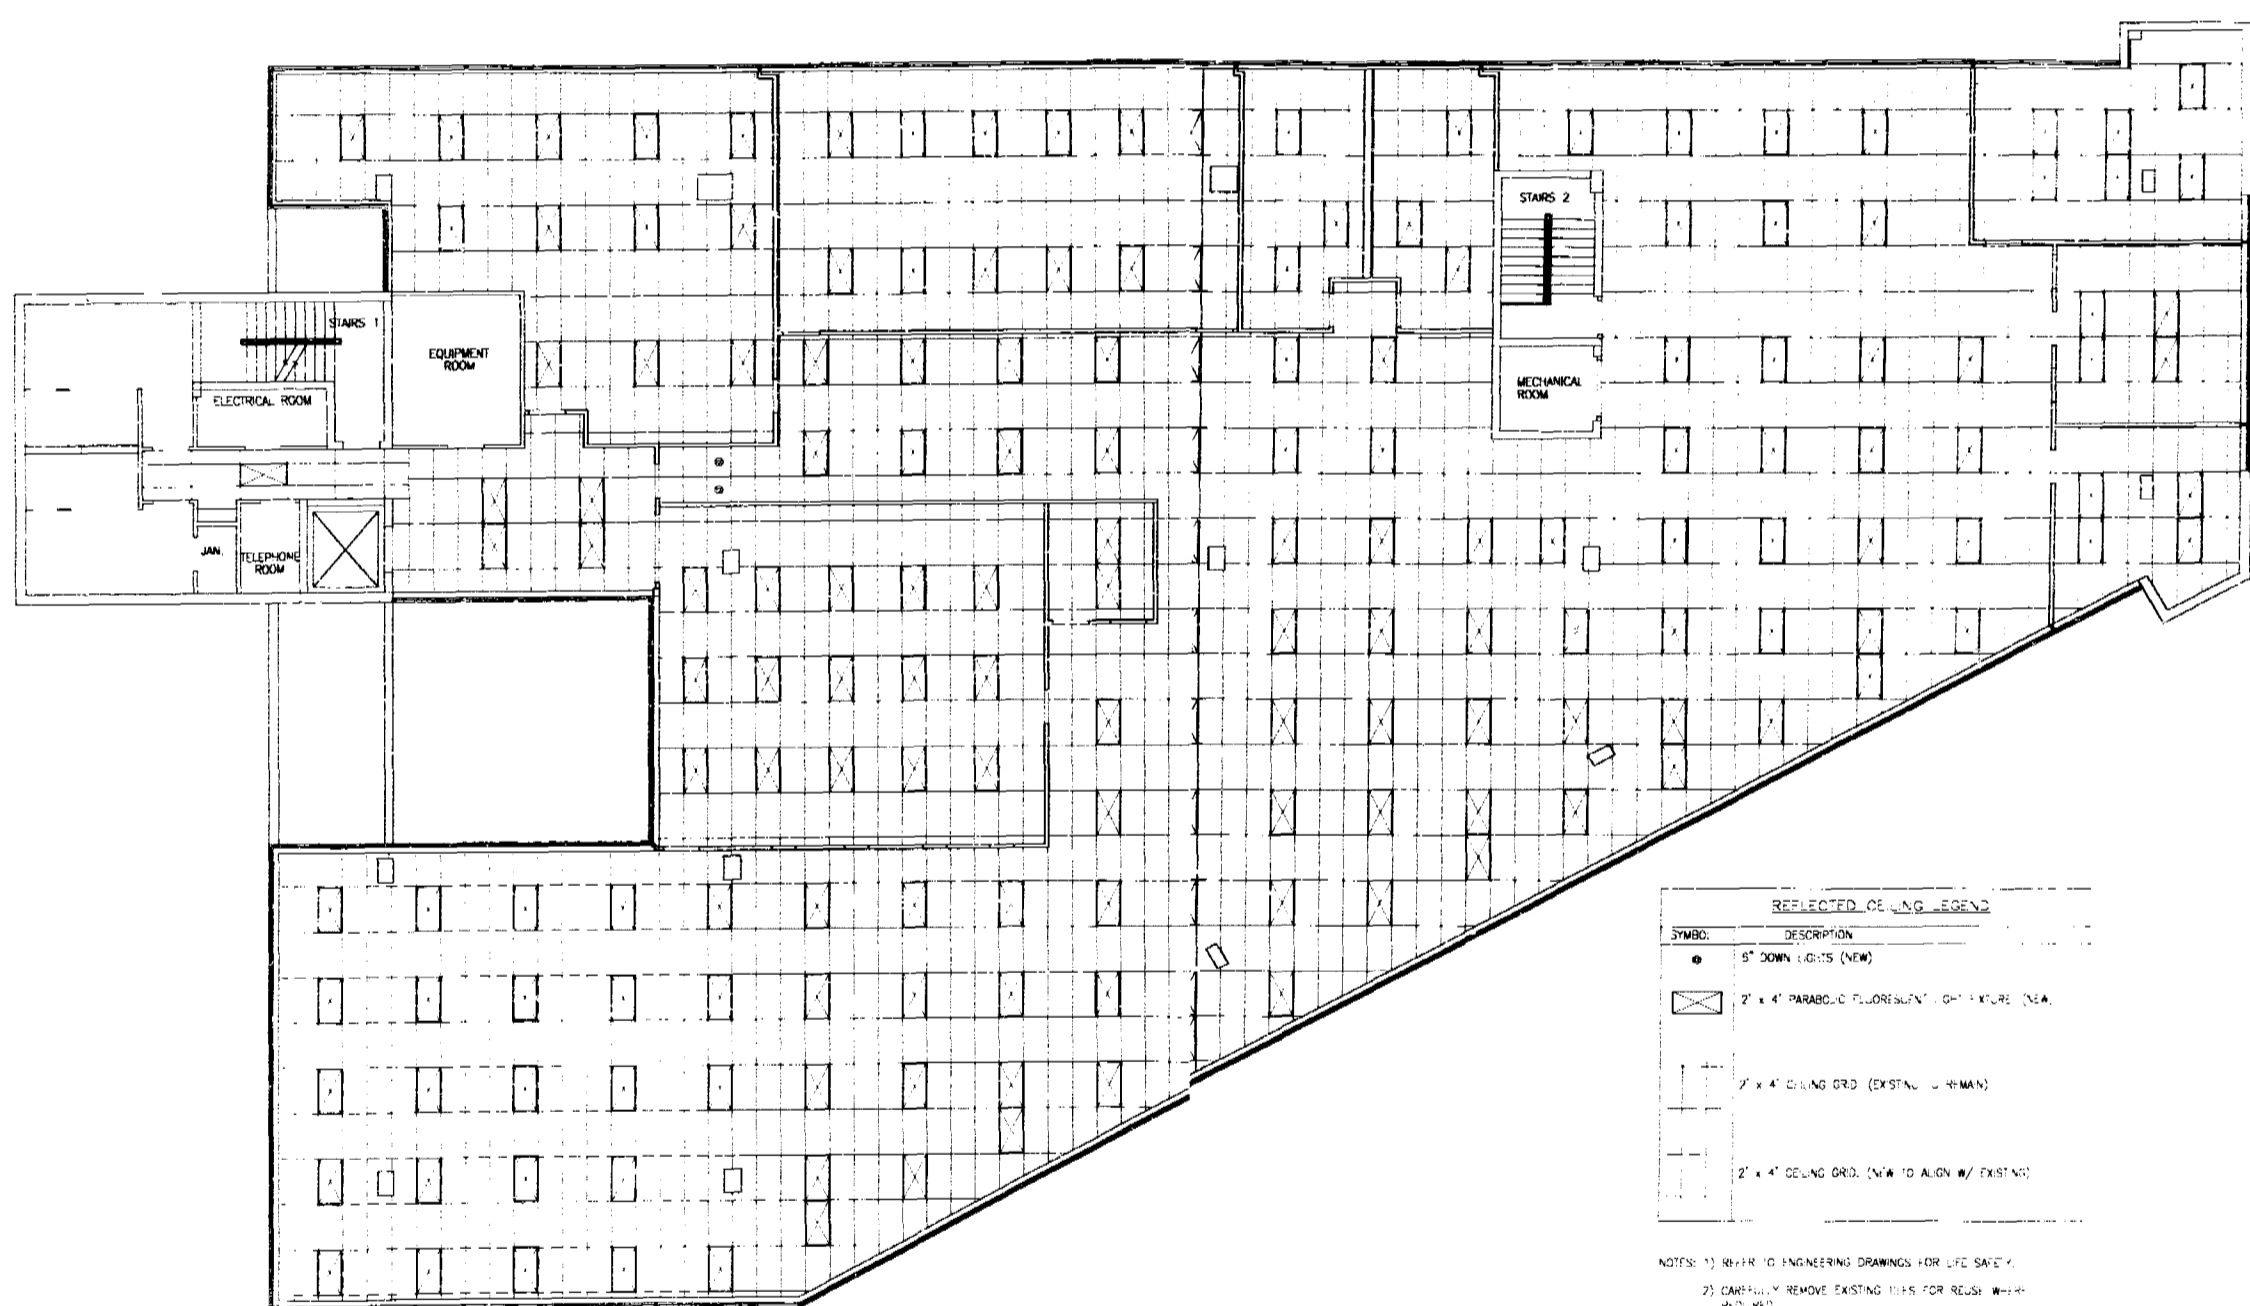 STAIRS 2
STAIRS 1
EQUIPMENT
ROOM
MECHANICAL
ROOM
ELECTRICAL ROOM
JAN.
TELEPHONE
ROOM
REFLECTED CEILING LEGEND
SYMBOL DESCRIPTION
DOWN LIGHTS (NEW)
2' x 4' PARABOLIC FLUORESCENT LIGHT FIXTURE (NEW)
2' x 4' CEILING GRID (EXISTING TO REMAIN)
2' x 4' CEILING GRID. (NEW TO ALIGN W/ EXISTING)
NOTES: 1) REFER TO ENGINEERING DRAWINGS FOR LIFE SAFETY.
2) CAREFULLY REMOVE EXISTING TILES FOR REUSE WHERE
REQUIRED